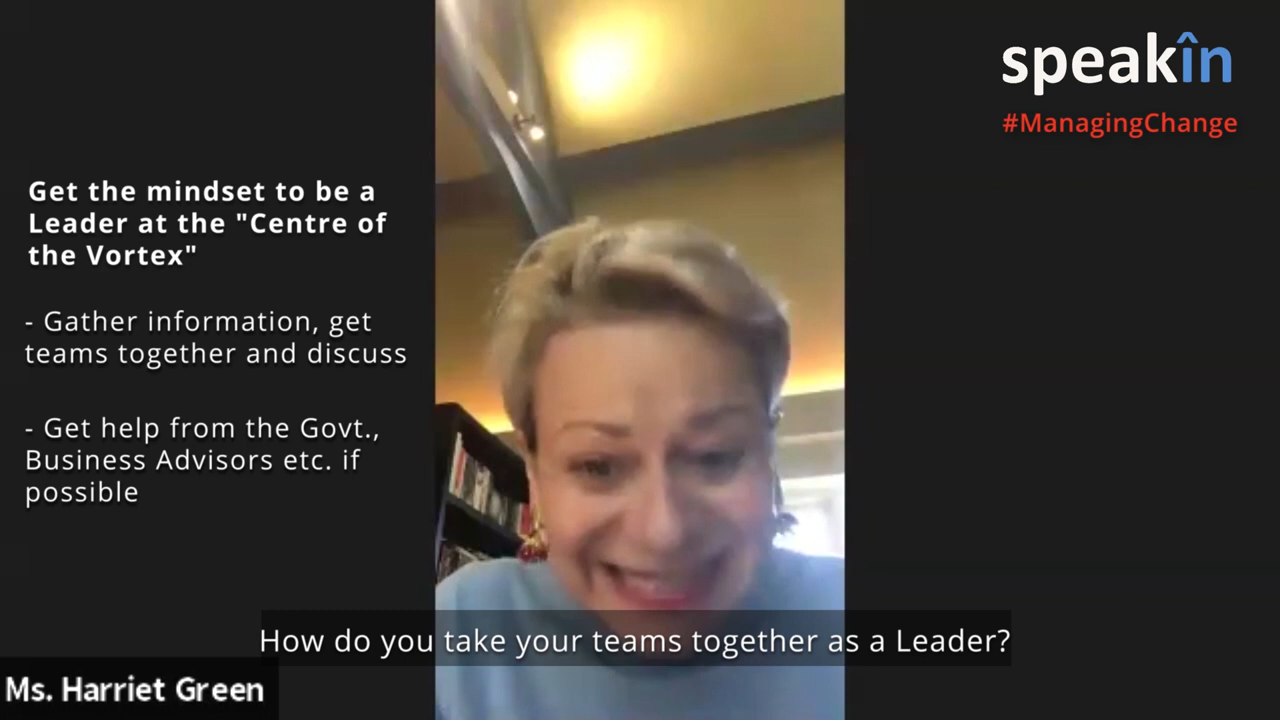 speakîn
#ManagingChange
Get the mindset to be a
Leader at the "Centre of
the Vortex"
- Gather information, get
teams together and discuss
- Get help from the Govt.,
Business Advisors etc. if
possible
How do you take your teams together as a Leader?
Ms. Harriet Green